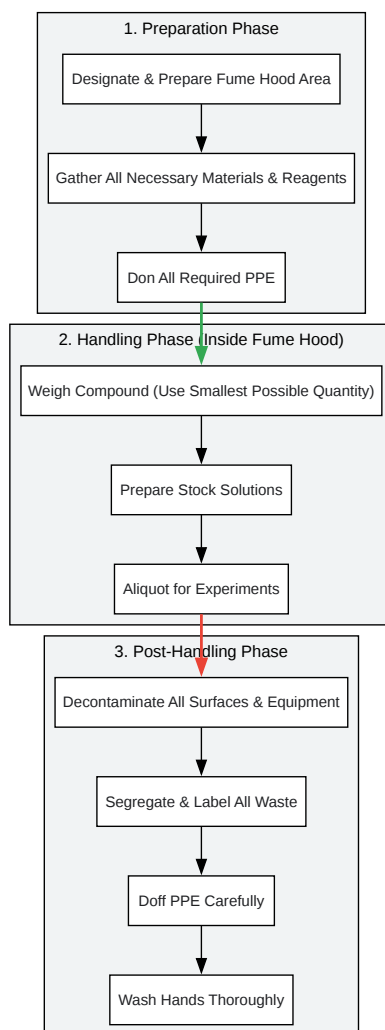 1. Preparation Phase
Designate & Prepare Fume Hood Area
Gather All Necessary Materials & Reagents
Don All Required PPE
2. Handling Phase (Inside Fume Hood)
Weigh Compound (Use Smallest Possible Quantity)
Prepare Stock Solutions
Aliquot for Experiments
3. Post-Handling Phase
Decontaminate All Surfaces & Equipment
Segregate & Label All Waste
Doff PPE Carefully
Wash Hands Thoroughly